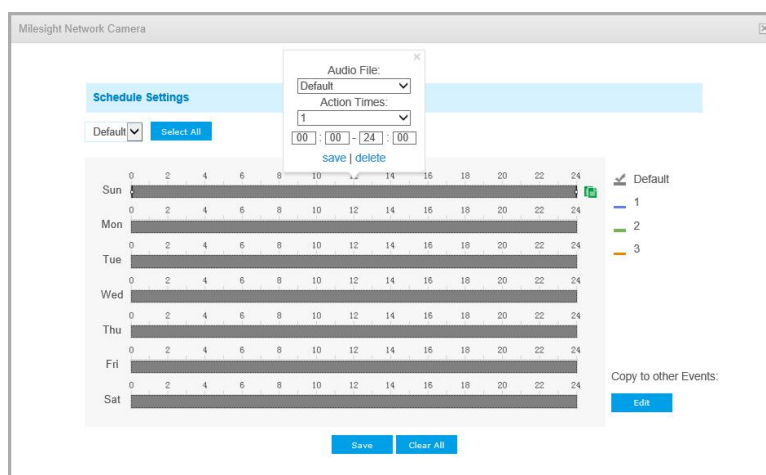 Milesight Network Camera
Audio File:
Default
Action Times:
1
00 : 00 - 24 : 00
save | delete
Schedule Settings
Default Select All
0 2 4 6 8 10 12 14 16 18 20 22 24
Sun
0 2 4 6 8 10 12 14 16 18 20 22 24
Mon
0 2 4 6 8 10 12 14 16 18 20 22 24
Tue
0 2 4 6 8 10 12 14 16 18 20 22 24
Wed
0 2 4 6 8 10 12 14 16 18 20 22 24
Thu
0 2 4 6 8 10 12 14 16 18 20 22 24
Fri
0 2 4 6 8 10 12 14 16 18 20 22 24
Sat
Default
1
2
3
Copy to other Events:
Edit
Save Clear All